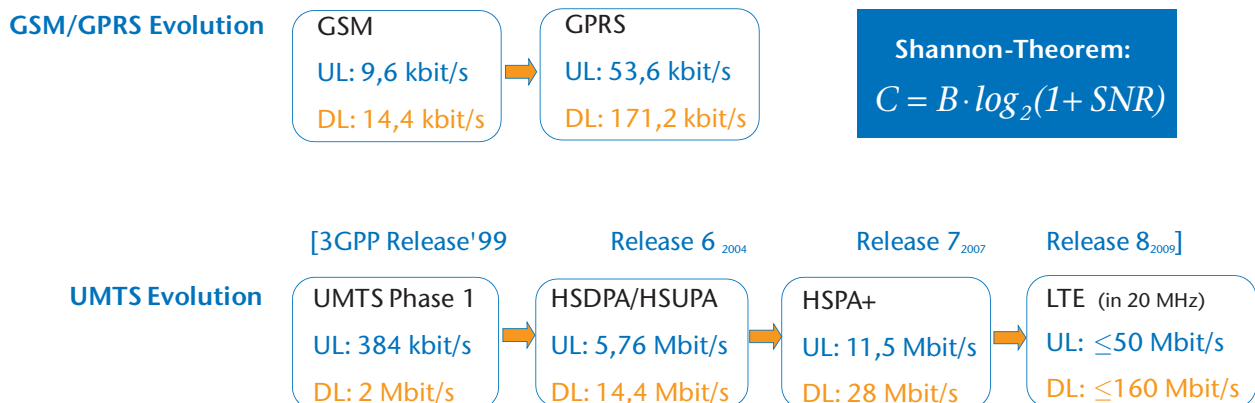 GSM/GPRS Evolution
GSM
UL: 9,6 kbit/s
DL: 14,4 kbit/s
GPRS
UL: 53,6 kbit/s
DL: 171,2 kbit/s
Shannon-Theorem:
C = B · log₂(1+ SNR)
[3GPP Release'99
Release 6 2004
Release 7 2007
Release 8 2009]
UMTS Evolution
UMTS Phase 1
UL: 384 kbit/s
DL: 2 Mbit/s
HSDPA/HSUPA
UL: 5,76 Mbit/s
DL: 14,4 Mbit/s
HSPA+
UL: 11,5 Mbit/s
DL: 28 Mbit/s
LTE (in 20 MHz)
UL: ≤50 Mbit/s
DL: ≤160 Mbit/s